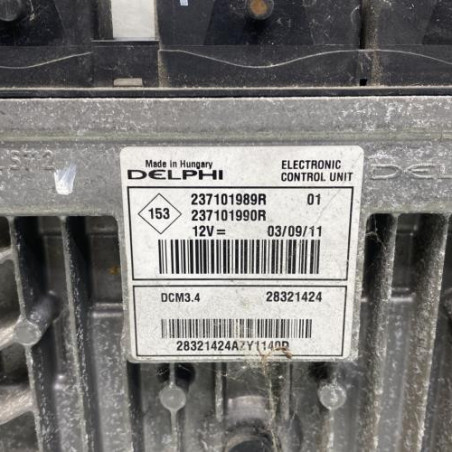 Made in Hungary
DELPHI
ELECTRONIC
CONTROL UNIT
153
237101989R 01
237101990R
12V= 03/09/11
DCM3.4 28321424
28321424AZY1140D